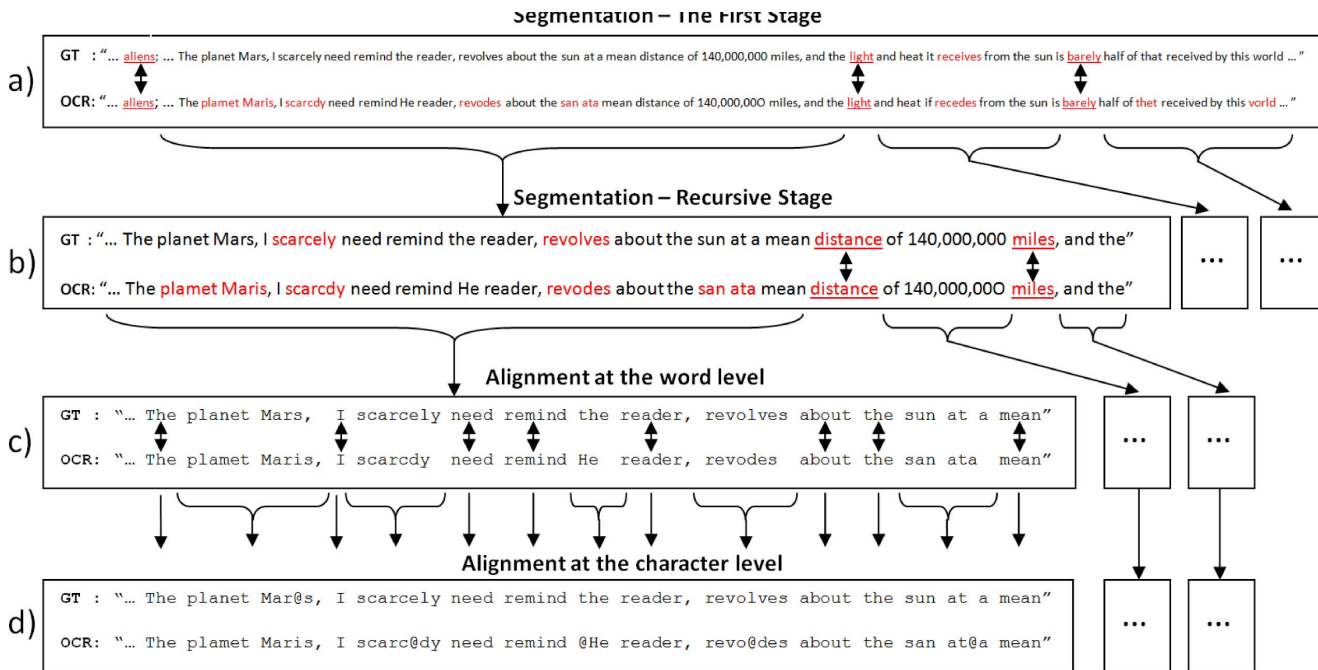 Segmentation – The First Stage
a)
GT : “... aliens; ... The planet Mars, I scarcely need remind the reader, revolves about the sun at a mean distance of 140,000,000 miles, and the light and heat it receives from the sun is barely half of that received by this world ... ”
OCR: “... aliens; ... The plamet Maris, I scarcdy need remind He reader, revodes about the san ata mean distance of 140,000,00O miles, and the light and heat if recedes from the sun is barely half of thet received by this vorld ... ”
Segmentation – Recursive Stage
b)
GT : “... The planet Mars, I scarcely need remind the reader, revolves about the sun at a mean distance of 140,000,000 miles, and the”
OCR: “... The plamet Maris, I scarcdy need remind He reader, revodes about the san ata mean distance of 140,000,00O miles, and the”
... ...
Alignment at the word level
c)
GT : “... The planet Mars, I scarcely need remind the reader, revolves about the sun at a mean”
OCR: “... The plamet Maris, I scarcdy need remind He reader, revodes about the san ata mean”
... ...
Alignment at the character level
d)
GT : “... The planet Mar@s, I scarcely need remind the reader, revolves about the sun at a mean”
OCR: “... The plamet Maris, I scarc@dy need remind @He reader, revo@des about the san at@a mean”
... ...